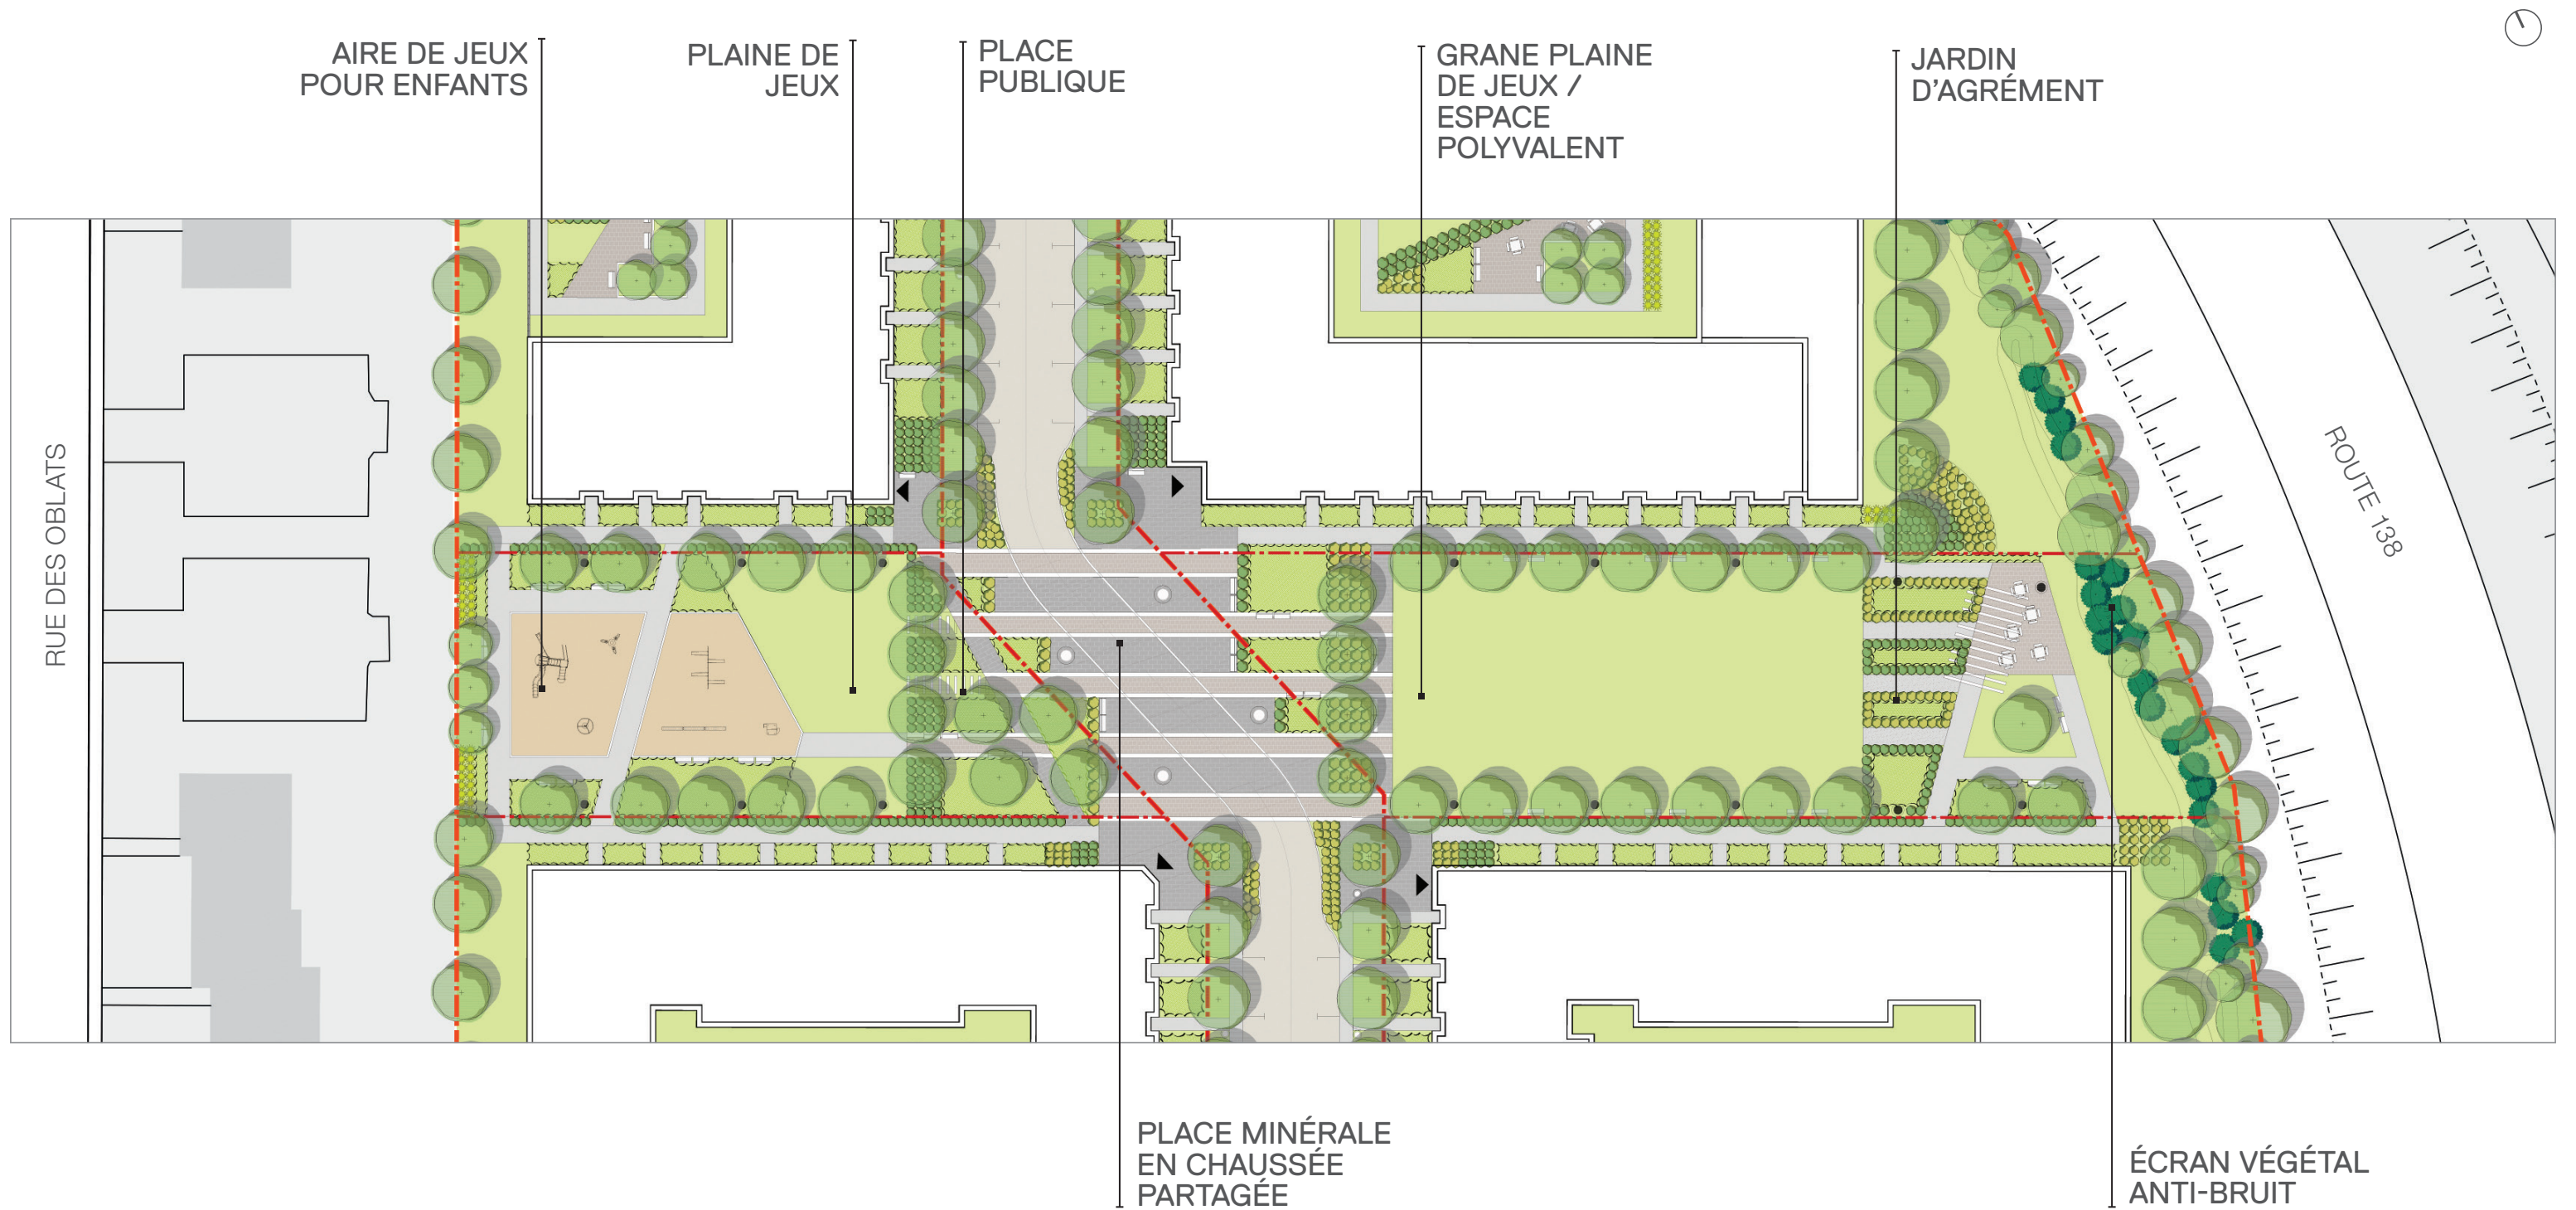 AIRE DE JEUX
POUR ENFANTS
PLAINE DE
JEUX
PLACE
PUBLIQUE
GRANE PLAINE
DE JEUX /
ESPACE
POLYVALENT
JARDIN
D'AGRÉMENT
RUE DES OBLATS
ROUTE 138
PLACE MINÉRALE
EN CHAUSSÉE
PARTAGÉE
ÉCRAN VÉGÉTAL
ANTI-BRUIT